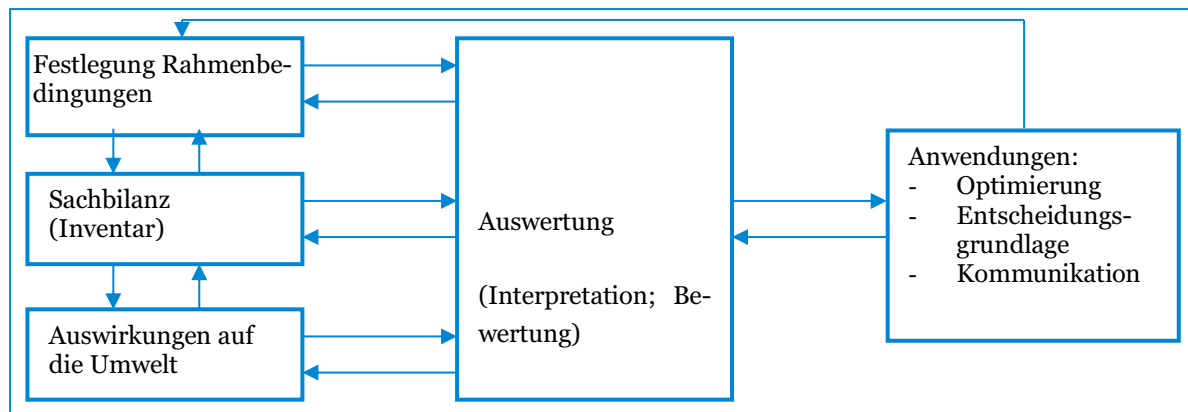 Festlegung Rahmenbe-
dingungen
Sachbilanz
(Inventar)
Auswirkungen auf
die Umwelt
Auswertung
(Interpretation; Be-
wertung)
Anwendungen:
- Optimierung
- Entscheidungs-
grundlage
- Kommunikation